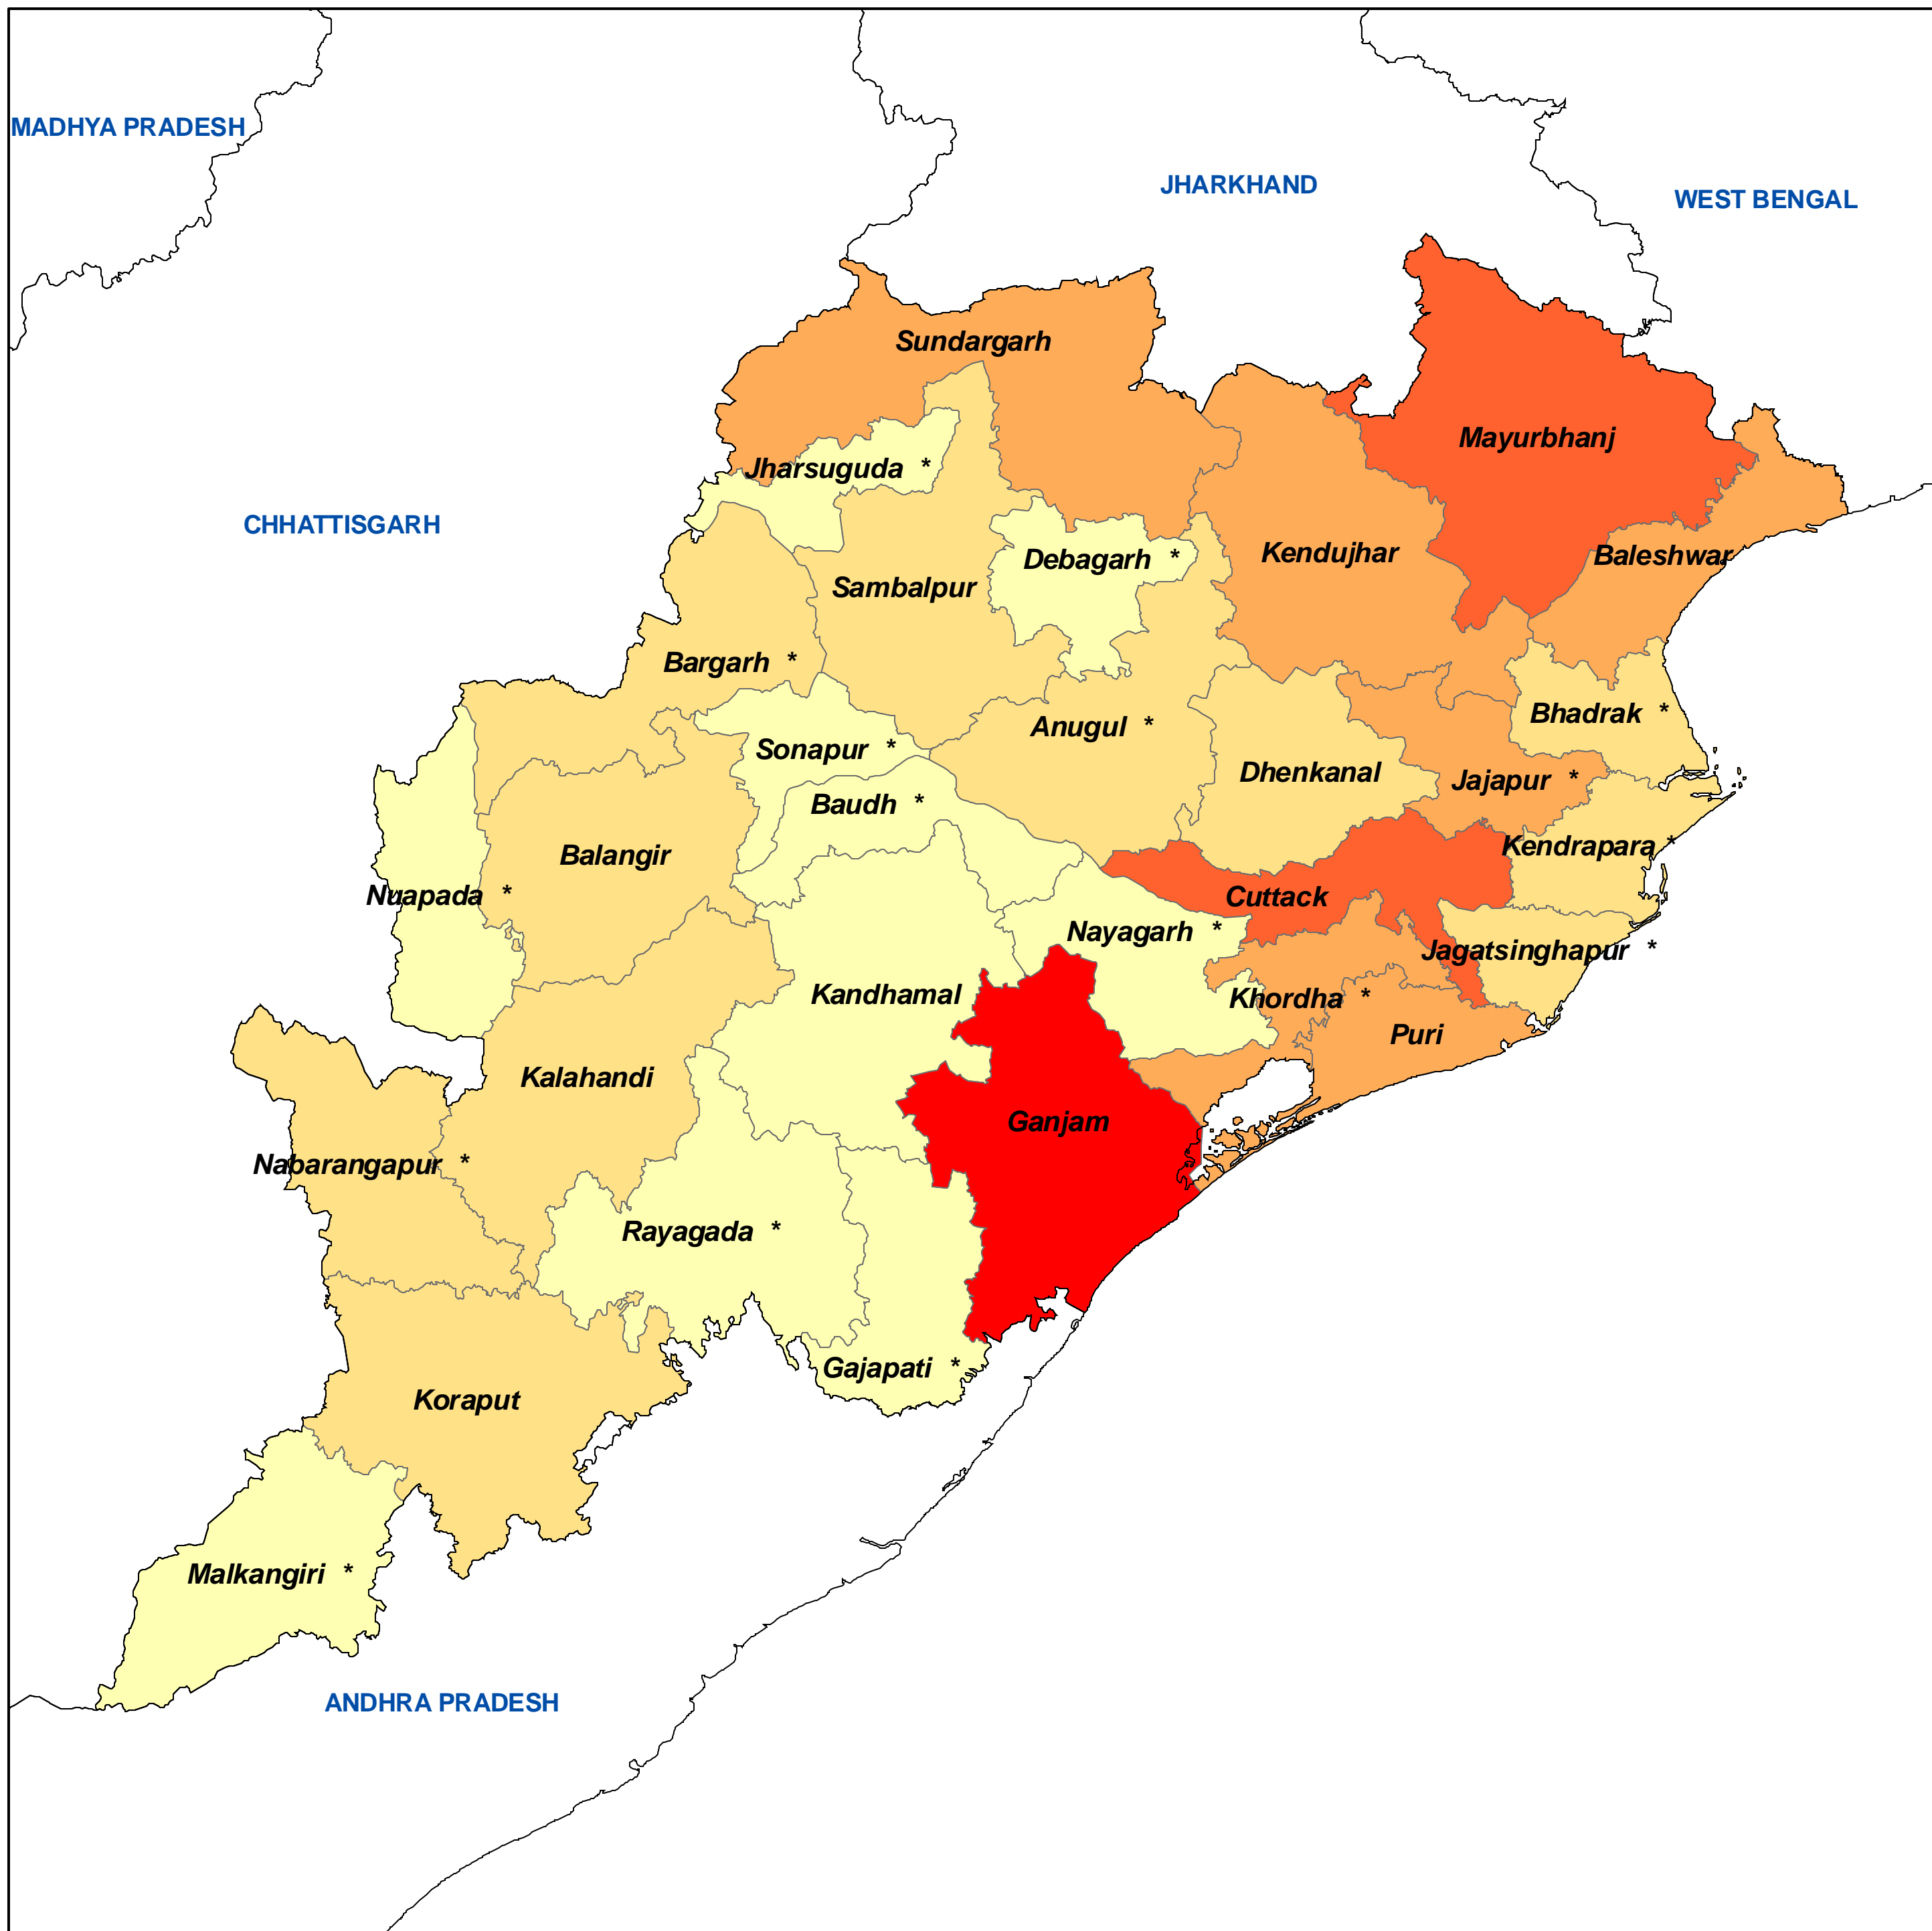 MADHYA PRADESH
JHARKHAND
WEST BENGAL
Sundargarh
Mayurbhanj
Jharsuguda *
CHHATTISGARH
Kendujhar
Baleshwar
Debagarh *
Sambalpur
Bargarh *
Bhadrak *
Anugul *
Sonapur *
Dhenkanal
Jajapur *
Baudh *
Kendrapara *
Balangir
Nuapada *
Cuttack
Nayagarh *
Jagatsinghapur *
Kandhamal
Khordha *
Puri
Kalahandi
Ganjam
Nabarangapur *
Rayagada *
Gajapati *
Koraput
Malkangiri *
ANDHRA PRADESH